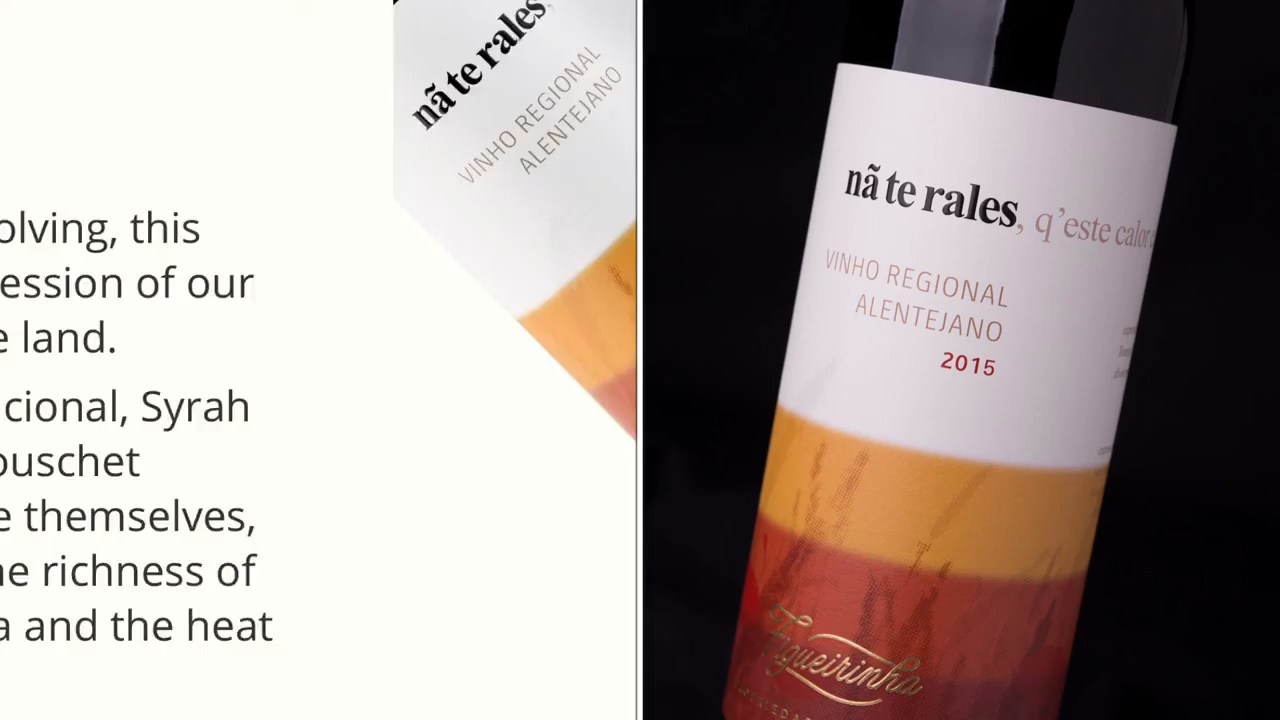 olving, this
ession of our
e land.
cional, Syrah
ouschet
e themselves,
he richness of
a and the heat
nã te rales,
VINHO REGIONAL
ALENTEJANO
nã te rales, q'este calor
VINHO REGIONAL
ALENTEJANO
2015
Figueirinha